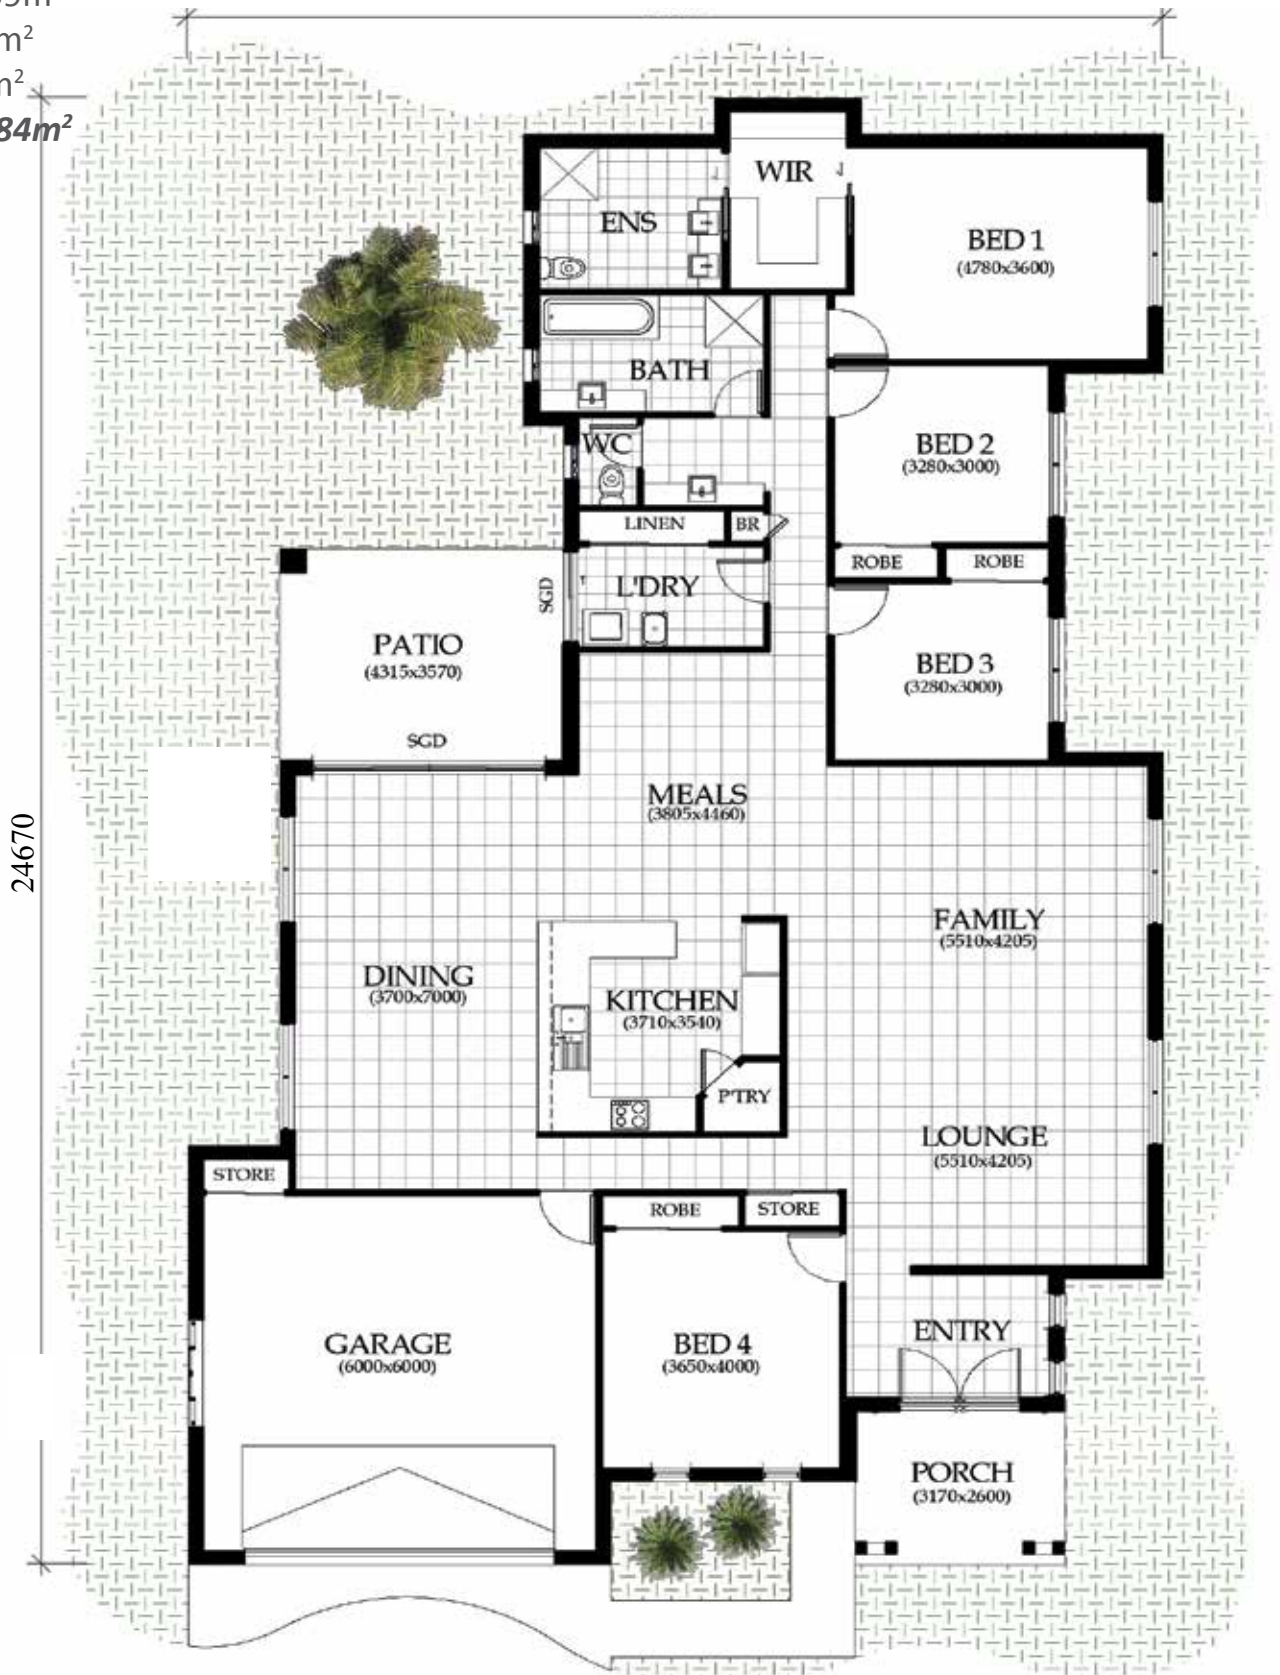 m²
m²
84m²
WIR
ENS
BED 1
(4780x3600)
BATH
WC
BED 2
(3280x3000)
LINEN
BR
ROBE
ROBE
SGD
L'DRY
PATIO
(4315x3570)
BED 3
(3280x3000)
SGD
MEALS
(3805x4460)
24670
FAMILY
(5510x4205)
DINING
(3700x7000)
KITCHEN
(3710x3540)
P'TRY
LOUNGE
(5510x4205)
STORE
ROBE
STORE
ENTRY
GARAGE
(6000x6000)
BED 4
(3650x4000)
PORCH
(3170x2600)